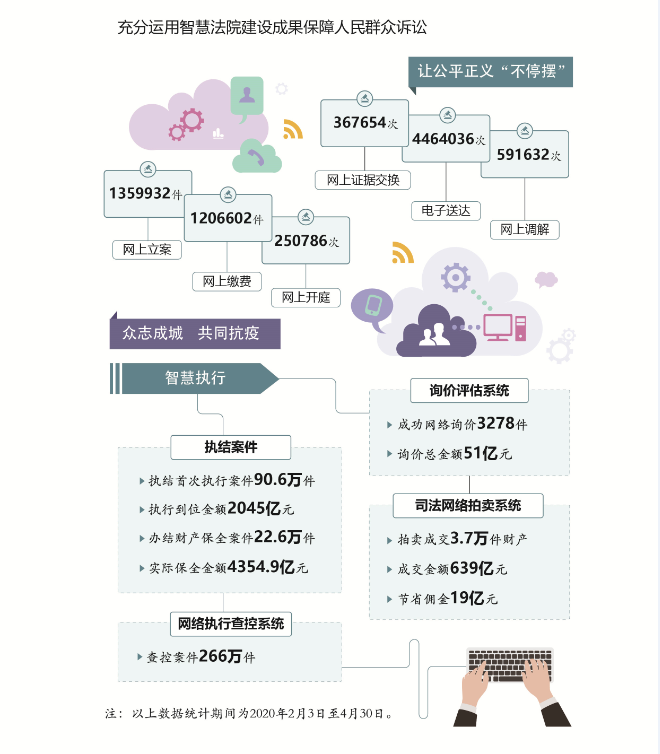 充分运用智慧法院建设成果保障人民群众诉讼
让公平正义“不停摆”
367654次
网上证据交换
4464036次
电子送达
591632次
网上调解
1359932件
网上立案
1206602件
网上缴费
250786次
网上开庭
众志成城 共同抗疫
智慧执行
执结案件
执结首次执行案件90.6万件
执行到位金额2045亿元
办结财产保全案件22.6万件
实际保全金额4354.9亿元
网络执行查控系统
查控案件266万件
询价评估系统
成功网络询价3278件
询价总金额51亿元
司法网络拍卖系统
拍卖成交3.7万件财产
成交金额639亿元
节省佣金19亿元
注：以上数据统计期间为2020年2月3日至4月30日。